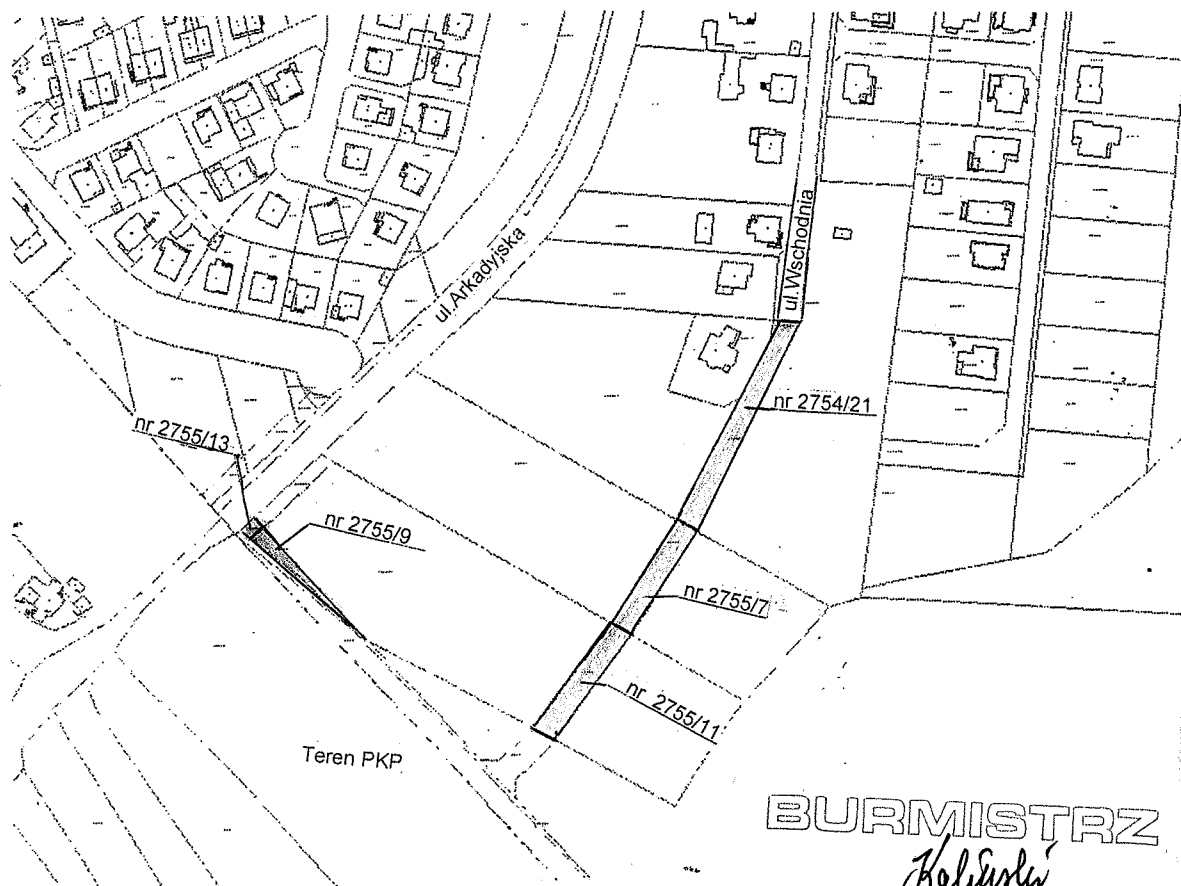 ul.Arkadyjska
ul.Wschodnia
nr 2754/21
nr 2755/13
nr 2755/9
nr 2755/7
nr 2755/11
Teren PKP
BURMISTRZ